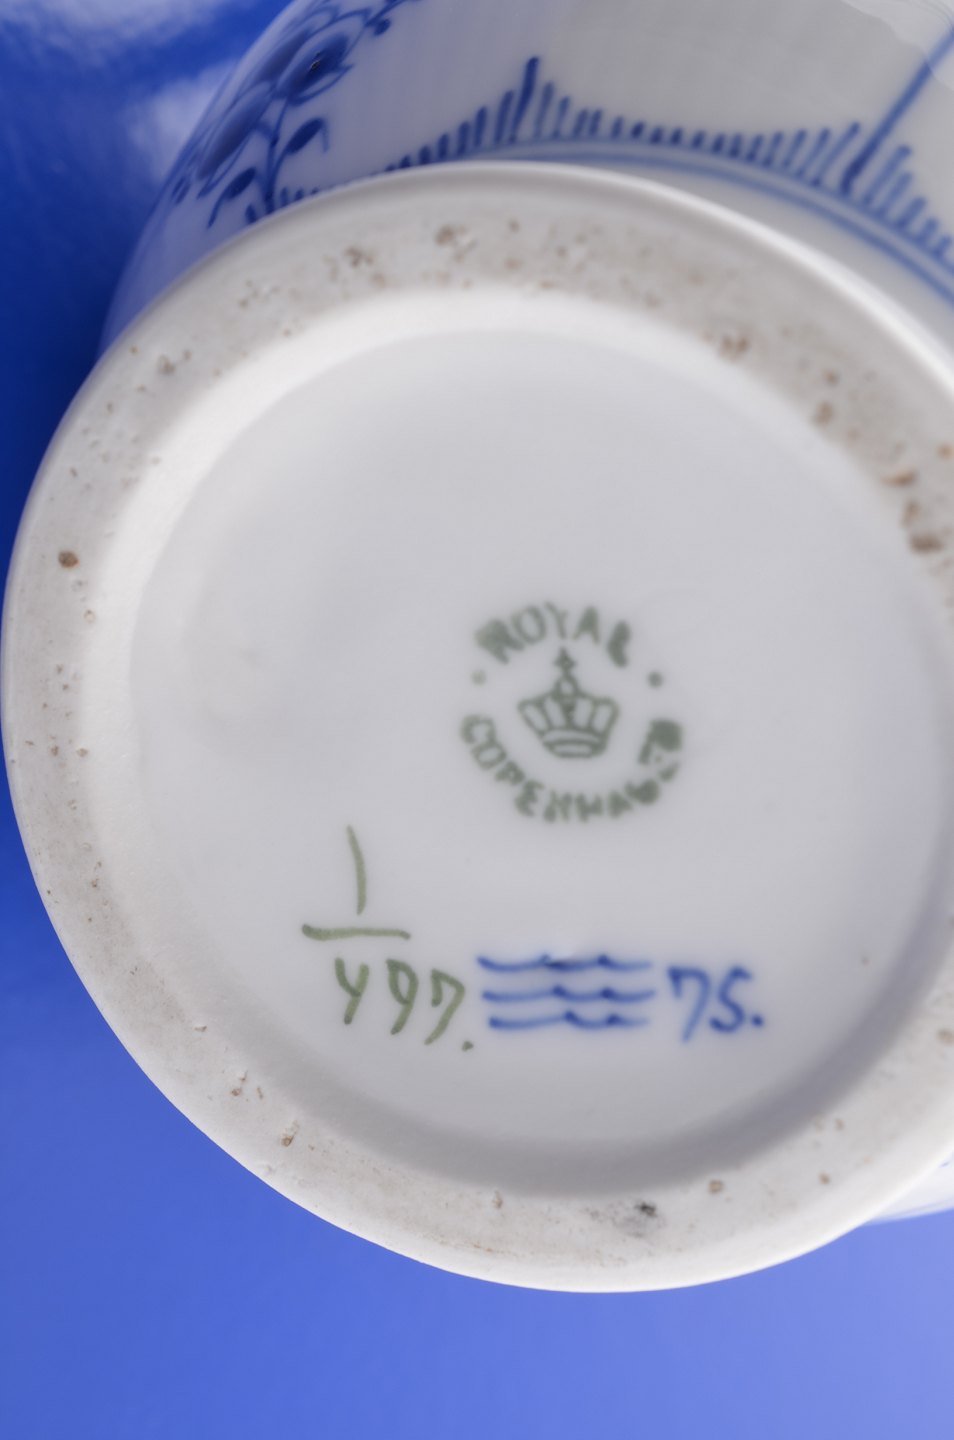 ROYAL
COPENHAGEN
1
497.
75.